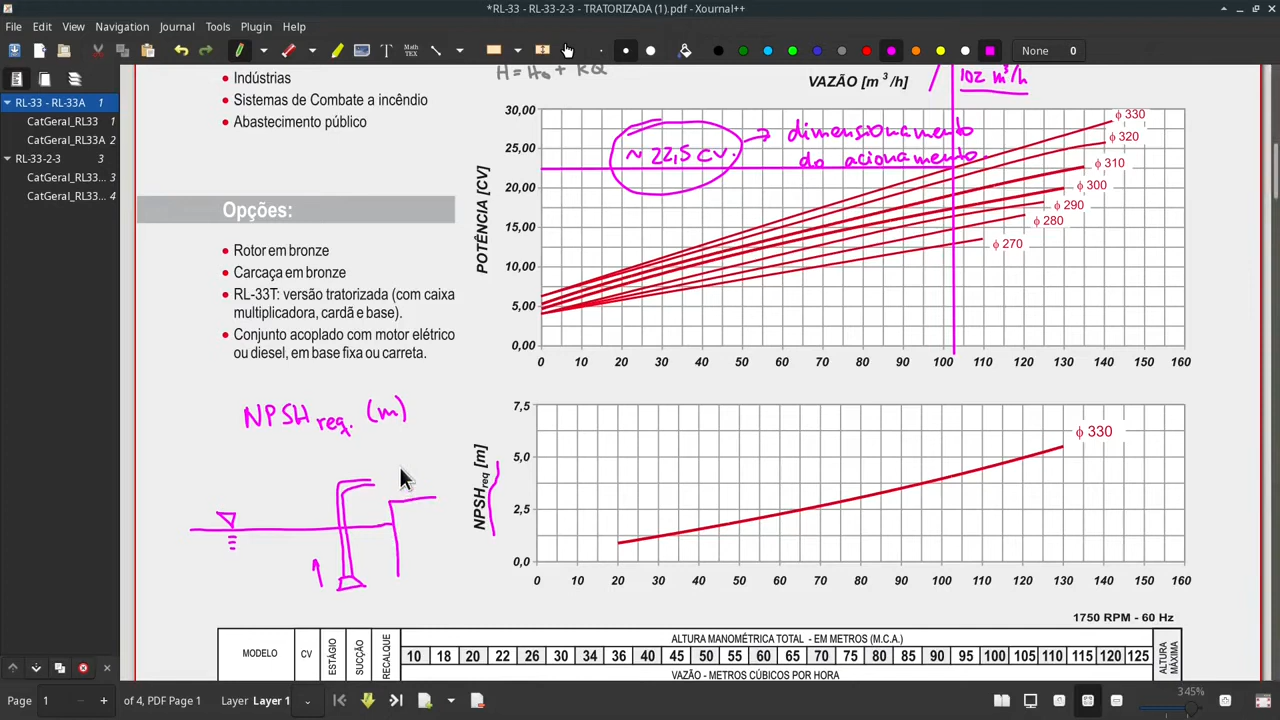 *RL-33 - RL-33-2-3 - TRATORIZADA (1).pdf - Xournal++
File Edit View Navigation Journal Tools Plugin Help
None 0
RL-33 - RL-33A 1
CatGeral_RL33 1
CatGeral_RL33A 2
RL-33-2-3 3
CatGeral_RL33... 3
CatGeral_RL33... 4
Indústrias
Sistemas de Combate a incêndio
Abastecimento público
Opções:
Rotor em bronze
Carcaça em bronze
RL-33T: versão tratorizada (com caixa
multiplicadora, cardã e base).
Conjunto acoplado com motor elétrico
ou diesel, em base fixa ou carreta.
NPSH req. (m)
VAZÃO [m³/h]
102 m³/h
~ 22,5 CV.
dimensionamento
do acionamento.
POTÊNCIA [CV]
30,00
25,00
20,00
15,00
10,00
5,00
0,00
0 10 20 30 40 50 60 70 80 90 100 110 120 130 140 150 160
ϕ 330
ϕ 320
ϕ 310
ϕ 300
ϕ 290
ϕ 280
ϕ 270
NPSHreq [m]
7,5
5,0
2,5
0,0
0 10 20 30 40 50 60 70 80 90 100 110 120 130 140 150 160
ϕ 330
1750 RPM - 60 Hz
MODELO CV ESTÁGIO SUCÇÃO RECALQUE
ALTURA MANOMÉTRICA TOTAL - EM METROS (M.C.A.)
10 18 20 22 26 30 34 36 40 45 50 55 60 65 70 75 80 85 90 95 100 105 110 115 120 125
VAZÃO - METROS CÚBICOS POR HORA
ALTURA MÁXIMA
Page 1 of 4, PDF Page 1 Layer Layer 1
345%